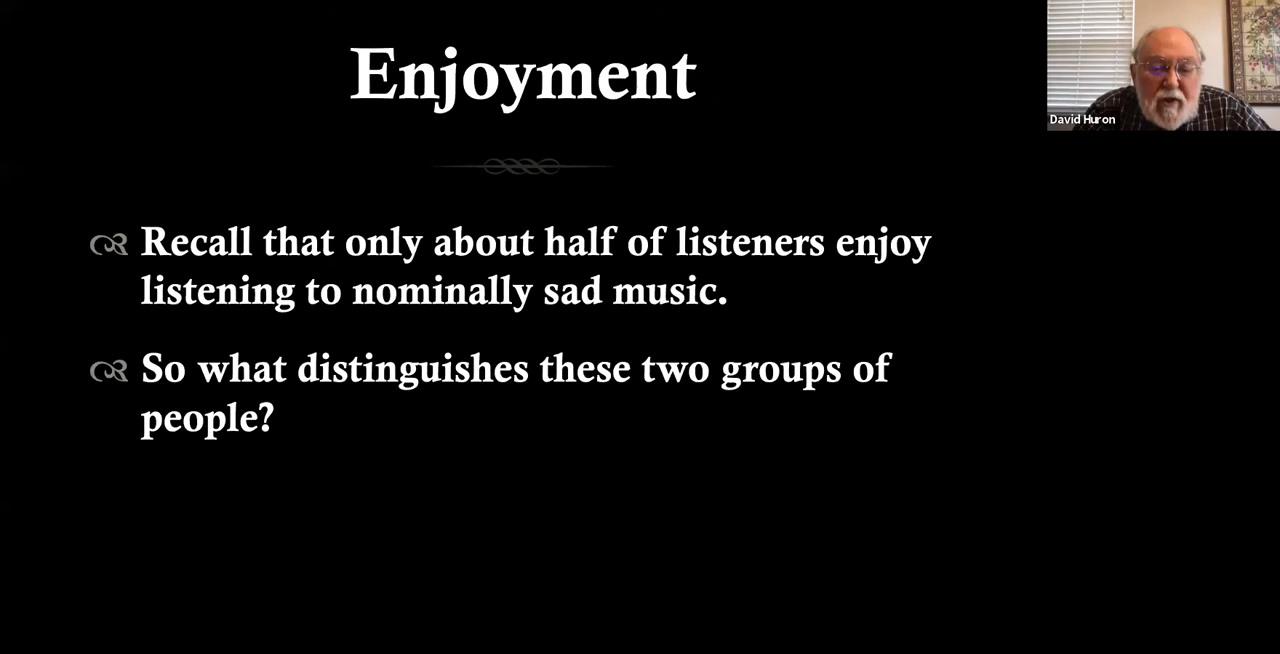 Enjoyment
David Huron
Recall that only about half of listeners enjoy
listening to nominally sad music.
So what distinguishes these two groups of
people?